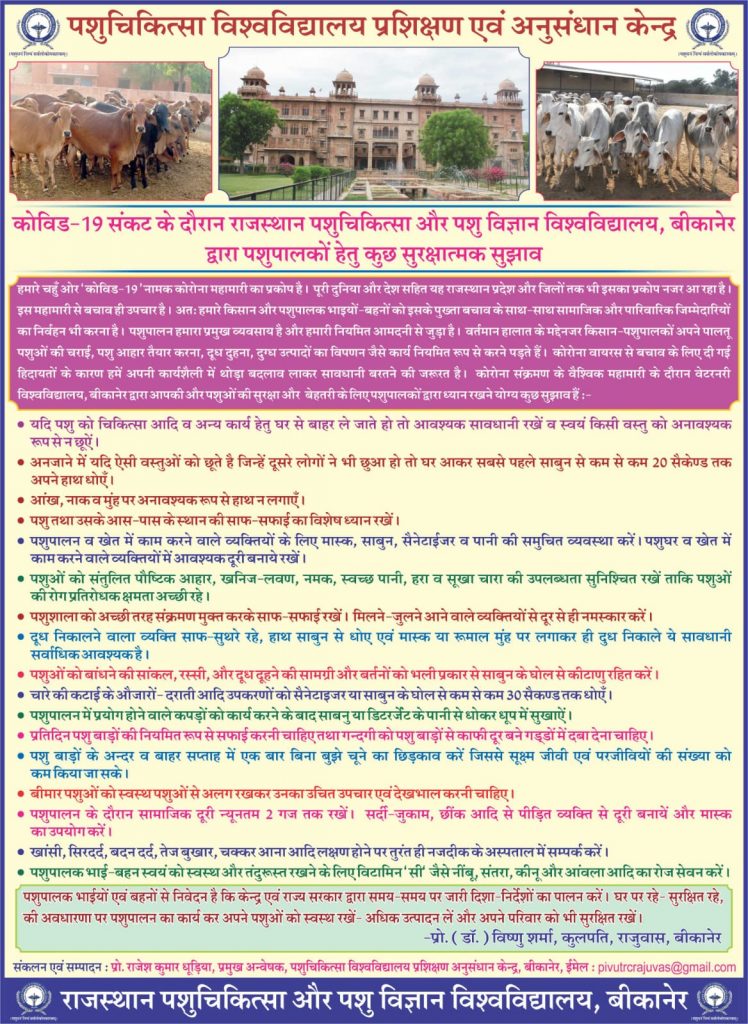 पशुचिकित्सा विश्वविद्यालय प्रशिक्षण एवं अनुसंधान केन्द्र
कोविड-19 संकट के दौरान राजस्थान पशुचिकित्सा और पशु विज्ञान विश्वविद्यालय, बीकानेर
द्वारा पशुपालकों हेतु कुछ सुरक्षात्मक सुझाव
हमारे चहुँ ओर 'कोविड-19' नामक कोरोना महामारी का प्रकोप है। पूरी दुनिया और देश सहित यह राजस्थान प्रदेश और जिलों तक भी इसका प्रकोप नजर आ रहा है।
इस महामारी से बचाव ही उपचार है। अतः हमारे किसान और पशुपालक भाइयों-बहनों को इसके पुख्ता बचाव के साथ-साथ सामाजिक और पारिवारिक जिम्मेदारियों
का निर्वहन भी करना है। पशुपालन हमारा प्रमुख व्यवसाय है और हमारी नियमित आमदनी से जुड़ा है। वर्तमान हालात के मद्देनजर किसान-पशुपालकों अपने पालतू
पशुओं की चराई, पशु आहार तैयार करना, दूध दुहना, दुग्ध उत्पादों का विपणन जैसे कार्य नियमित रूप से करने पड़ते हैं। कोरोना वायरस से बचाव के लिए दी गई
हिदायतों के कारण हमें अपनी कार्यशैली में थोड़ा बदलाव लाकर सावधानी बरतने की जरूरत है। कोरोना संक्रमण के वैश्विक महामारी के दौरान वेटरनरी
विश्वविद्यालय, बीकानेर द्वारा आपकी और पशुओं की सुरक्षा और बेहतरी के लिए पशुपालकों द्वारा ध्यान रखने योग्य कुछ सुझाव हैं :-
• यदि पशु को चिकित्सा आदि व अन्य कार्य हेतु घर से बाहर ले जाते हो तो आवश्यक सावधानी रखें व स्वयं किसी वस्तु को अनावश्यक
रूप से न छूऐं।
• अनजाने में यदि ऐसी वस्तुओं को छूते है जिन्हें दूसरे लोगों ने भी छुआ हो तो घर आकर सबसे पहले साबुन से कम से कम 20 सैकेण्ड तक
अपने हाथ धोएँ।
• आंख, नाक व मुंह पर अनावश्यक रूप से हाथ न लगाएँ।
• पशु तथा उसके आस-पास के स्थान की साफ-सफाई का विशेष ध्यान रखें।
• पशुपालन व खेत में काम करने वाले व्यक्तियों के लिए मास्क, साबुन, सैनेटाईजर व पानी की समुचित व्यवस्था करें। पशुघर व खेत में
काम करने वाले व्यक्तियों में आवश्यक दूरी बनाये रखें।
• पशुओं को संतुलित पौष्टिक आहार, खनिज-लवण, नमक, स्वच्छ पानी, हरा व सूखा चारा की उपलब्धता सुनिश्चित रखें ताकि पशुओं
की रोग प्रतिरोधक क्षमता अच्छी रहे।
• पशुशाला को अच्छी तरह संक्रमण मुक्त करके साफ-सफाई रखें। मिलने-जुलने आने वाले व्यक्तियों से दूर से ही नमस्कार करें।
• दूध निकालने वाला व्यक्ति साफ-सुथरे रहे, हाथ साबुन से धोए एवं मास्क या रूमाल मुंह पर लगाकर ही दुध निकाले ये सावधानी
सर्वाधिक आवश्यक है।
• पशुओं को बांधने की सांकल, रस्सी, और दूध दूहने की सामग्री और बर्तनों को भली प्रकार से साबुन के घोल से कीटाणु रहित करें।
• चारे की कटाई के औजारों- दराती आदि उपकरणों को सैनेटाइजर या साबुन के घोल से कम से कम 30 सैकण्ड तक धोएँ।
• पशुपालन में प्रयोग होने वाले कपड़ों को कार्य करने के बाद साबनु या डिटरर्जेंट के पानी से धोकर धूप में सुखाऐं।
• प्रतिदिन पशु बाड़ों की नियमित रूप से सफाई करनी चाहिए तथा गन्दगी को पशु बाड़ों से काफी दूर बने गड्डों में दबा देना चाहिए।
• पशु बाड़ों के अन्दर व बाहर सप्ताह में एक बार बिना बुझे चूने का छिड़काव करें जिससे सूक्ष्म जीवी एवं परजीवियों की संख्या को
कम किया जा सके।
• बीमार पशुओं को स्वस्थ पशुओं से अलग रखकर उनका उचित उपचार एवं देखभाल करनी चाहिए।
• पशुपालन के दौरान सामाजिक दूरी न्यूनतम 2 गज तक रखें। सर्दी-जुकाम, छींक आदि से पीड़ित व्यक्ति से दूरी बनायें और मास्क
का उपयोग करें।
• खांसी, सिरदर्द, बदन दर्द, तेज बुखार, चक्कर आना आदि लक्षण होने पर तुरंत ही नजदीक के अस्पताल में सम्पर्क करें।
• पशुपालक भाई-बहन स्वयं को स्वस्थ और तंदुरूस्त रखने के लिए विटामिन 'सी' जैसे नींबू, संतरा, कीनू और आंवला आदि का रोज सेवन करें।
पशुपालक भाईयों एवं बहनों से निवेदन है कि केन्द्र एवं राज्य सरकार द्वारा समय-समय पर जारी दिशा-निर्देशों का पालन करें। घर पर रहे- सुरक्षित रहे,
की अवधारणा पर पशुपालन का कार्य कर अपने पशुओं को स्वस्थ रखें- अधिक उत्पादन लें और अपने परिवार को भी सुरक्षित रखें।
-प्रो. ( डॉ. ) विष्णु शर्मा, कुलपति, राजुवास, बीकानेर
संकलन एवं सम्पादन : प्रो. राजेश कुमार धूड़िया, प्रमुख अन्वेषक, पशुचिकित्सा विश्वविद्यालय प्रशिक्षण अनुसंधान केन्द्र, बीकानेर, ईमेल : pivutrcrajuvas@gmail.com
राजस्थान पशुचिकित्सा और पशु विज्ञान विश्वविद्यालय, बीकानेर